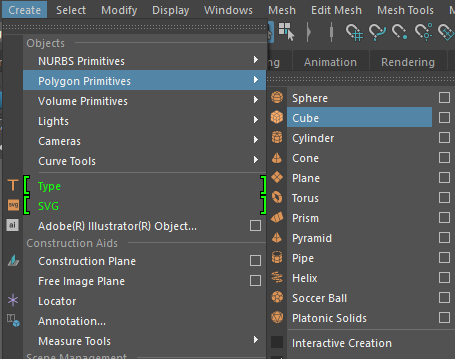 Create Select Modify Display Windows Mesh Edit Mesh Mesh Tools
Objects
NURBS Primitives
Polygon Primitives
Volume Primitives
Lights
Cameras
Curve Tools
T Type
svg SVG
ai Adobe(R) Illustrator(R) Object...
Construction Aids
Construction Plane
Free Image Plane
Locator
Annotation...
Measure Tools
Animation Rendering
Sphere
Cube
Cylinder
Cone
Plane
Torus
Prism
Pyramid
Pipe
Helix
Soccer Ball
Platonic Solids
Interactive Creation